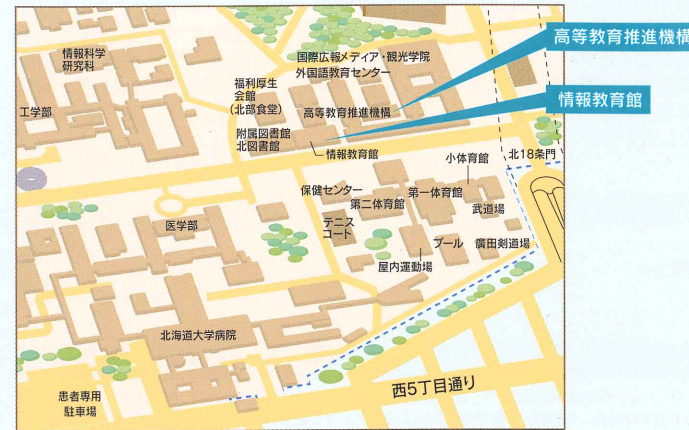 国際広報メディア・観光学院
外国語教育センター
高等教育推進機構
情報教育館
情報科学
研究科
工学部
福利厚生
会館
(北部食堂)
高等教育推進機構
附属図書館
北図書館
情報教育館
小体育館
北18条門
保健センター
第二体育館
第一体育館
武道場
医学部
テニス
コート
プール
廣田剣道場
屋内運動場
北海道大学病院
西5丁目通り
患者専用
駐車場